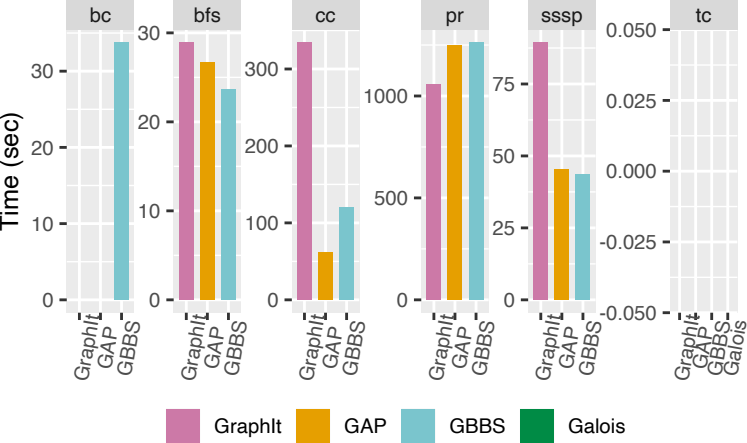 bc bfs cc pr sssp tc
Time (sec)
30
20
10
0
GraphIt GAP GBBS
30
20
10
0
GraphIt GAP GBBS
300
200
100
0
GraphIt GAP GBBS
1000
500
0
GraphIt GAP GBBS
75
50
25
0
GraphIt GAP GBBS
0.050
0.025
0.000
-0.025
-0.050
GraphIt GAP GBBS Galois
GraphIt GAP GBBS Galois